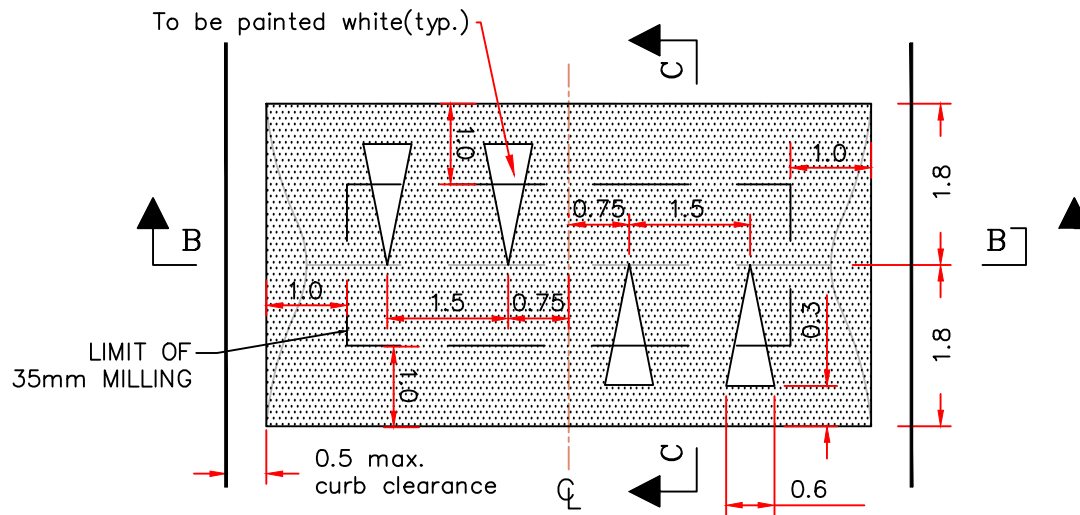 To be painted white(typ.)
C
1.0
1.0
1.8
0.75
1.5
B
B
1.0
1.5
0.75
0.3
1.8
LIMIT OF
35mm MILLING
1.0
0.5 max.
curb clearance
C
℄
0.6